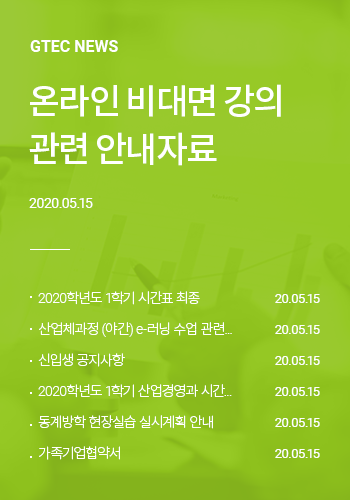 GTEC NEWS
온라인 비대면 강의
관련 안내자료
2020.05.15
· 2020학년도 1학기 시간표 최종 20.05.15
· 산업체과정 (야간) e-러닝 수업 관련... 20.05.15
· 신입생 공지사항 20.05.15
· 2020학년도 1학기 산업경영과 시간... 20.05.15
· 동계방학 현장실습 실시계획 안내 20.05.15
· 가족기업협약서 20.05.15